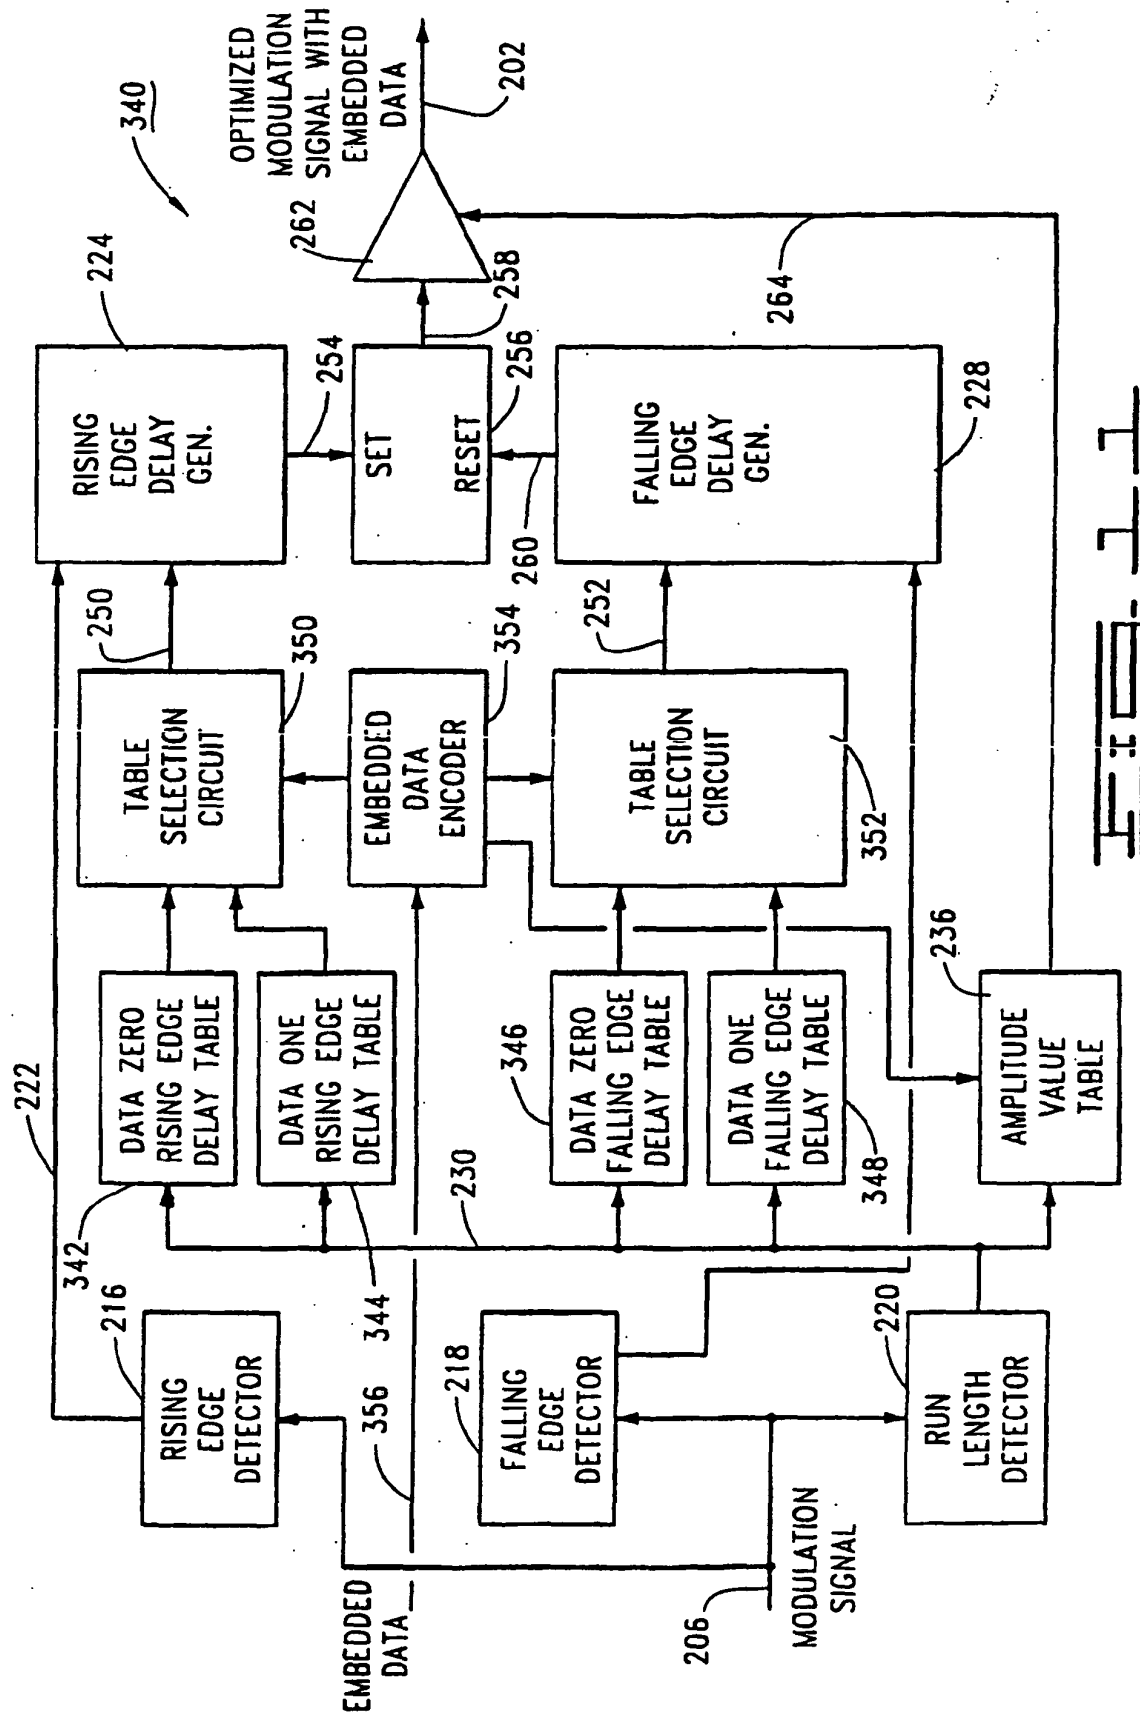 340
OPTIMIZED
MODULATION
SIGNAL WITH
EMBEDDED
DATA
202
262
264
224
RISING
EDGE
DELAY
GEN.
254
SET
RESET
258
256
260
FALLING
EDGE
DELAY
GEN.
228
250
TABLE
SELECTION
CIRCUIT
350
EMBEDDED
DATA
ENCODER
354
252
TABLE
SELECTION
CIRCUIT
352
222
DATA ZERO
RISING EDGE
DELAY TABLE
342
DATA ONE
RISING EDGE
DELAY TABLE
344
230
346
DATA ZERO
FALLING EDGE
DELAY TABLE
DATA ONE
FALLING EDGE
DELAY TABLE
348
236
AMPLITUDE
VALUE
TABLE
216
RISING
EDGE
DETECTOR
356
218
FALLING
EDGE
DETECTOR
220
RUN
LENGTH
DETECTOR
EMBEDDED
DATA
206
MODULATION
SIGNAL
FIG. 11